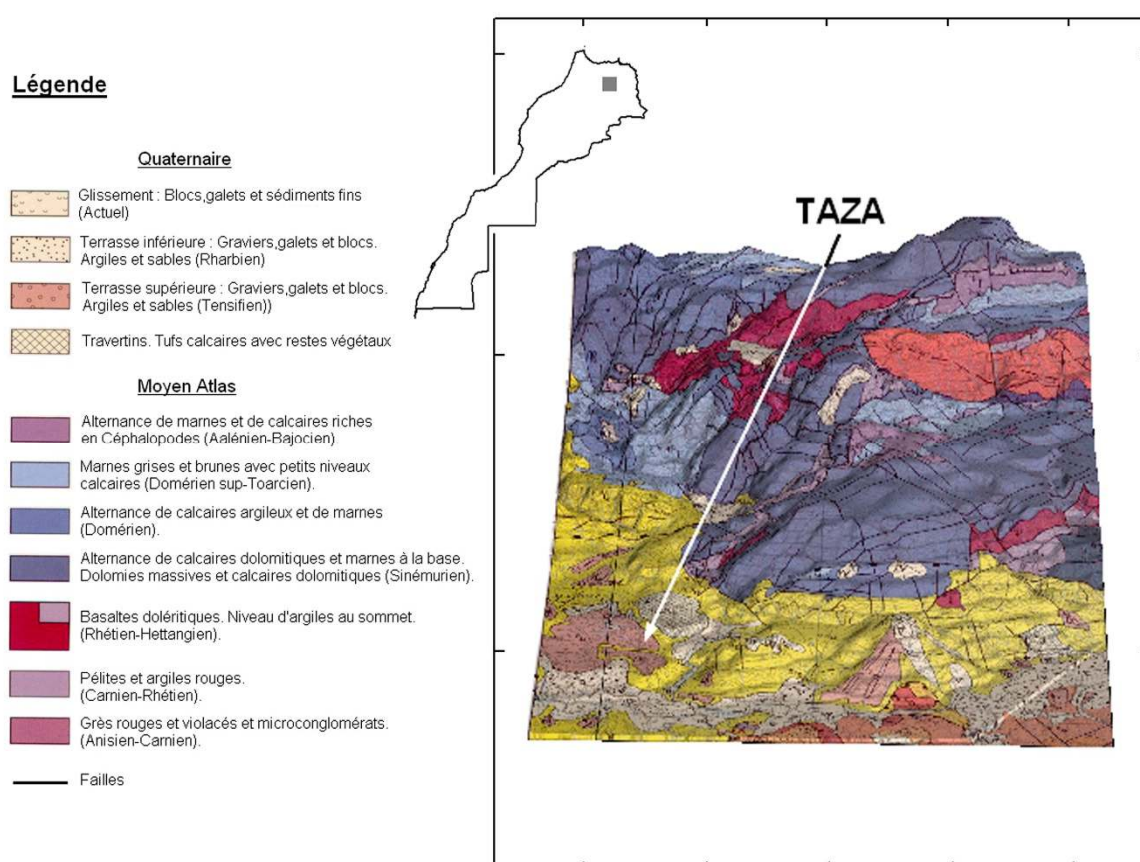 Légende
Quaternaire
Glissement : Blocs,galets et sédiments fins
(Actuel)
Terrasse inférieure : Graviers,galets et blocs.
Argiles et sables (Rharbien)
Terrasse supérieure : Graviers,galets et blocs.
Argiles et sables (Tensifien))
Travertins. Tufs calcaires avec restes végétaux
Moyen Atlas
Alternance de marnes et de calcaires riches
en Céphalopodes (Aalénien-Bajocien)
Marnes grises et brunes avec petits niveaux
calcaires (Domérien sup-Toarcien).
Alternance de calcaires argileux et de marnes
(Domérien).
Alternance de calcaires dolomitiques et marnes à la base.
Dolomies massives et calcaires dolomitiques (Sinémurien).
Basaltes doléritiques. Niveau d'argiles au sommet.
(Rhétien-Hettangien).
Pélites et argiles rouges.
(Carnien-Rhétien).
Grès rouges et violacés et microconglomérats.
(Anisien-Carnien).
Failles
TAZA